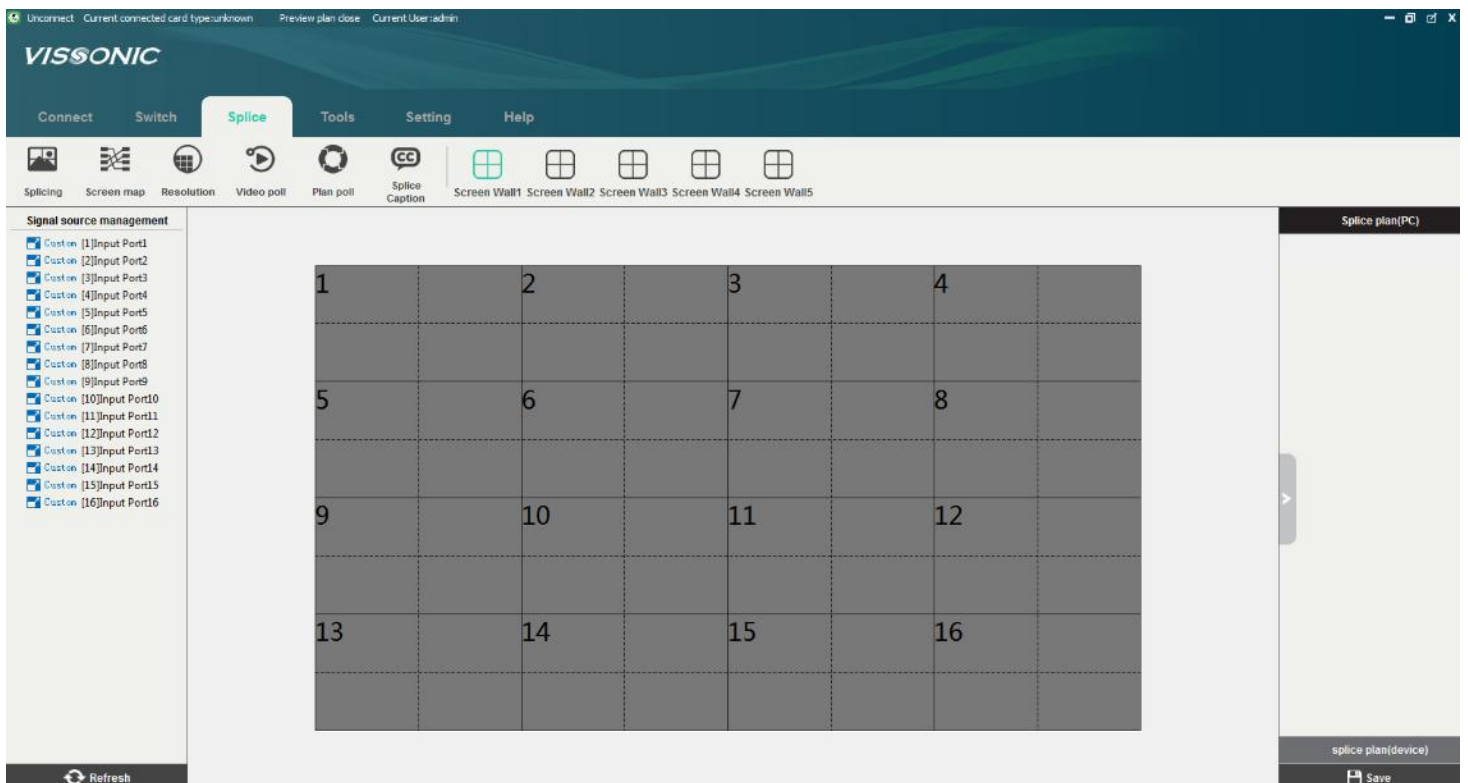 Unconnect Current connected card type:unknown Preview plan close Current User:admin
VISSONIC
Connect Switch Splice Tools Setting Help
Splicing Screen map Resolution Video poll Plan poll Splice Caption Screen Wall1 Screen Wall2 Screen Wall3 Screen Wall4 Screen Wall5
Signal source management
Splice plan(PC)
Custom [1]Input Port1
Custom [2]Input Port2
Custom [3]Input Port3
Custom [4]Input Port4
Custom [5]Input Port5
Custom [6]Input Port6
Custom [7]Input Port7
Custom [8]Input Port8
Custom [9]Input Port9
Custom [10]Input Port10
Custom [11]Input Port11
Custom [12]Input Port12
Custom [13]Input Port13
Custom [14]Input Port14
Custom [15]Input Port15
Custom [16]Input Port16
1 2 3 4
5 6 7 8
9 10 11 12
13 14 15 16
splice plan(device)
Refresh
Save